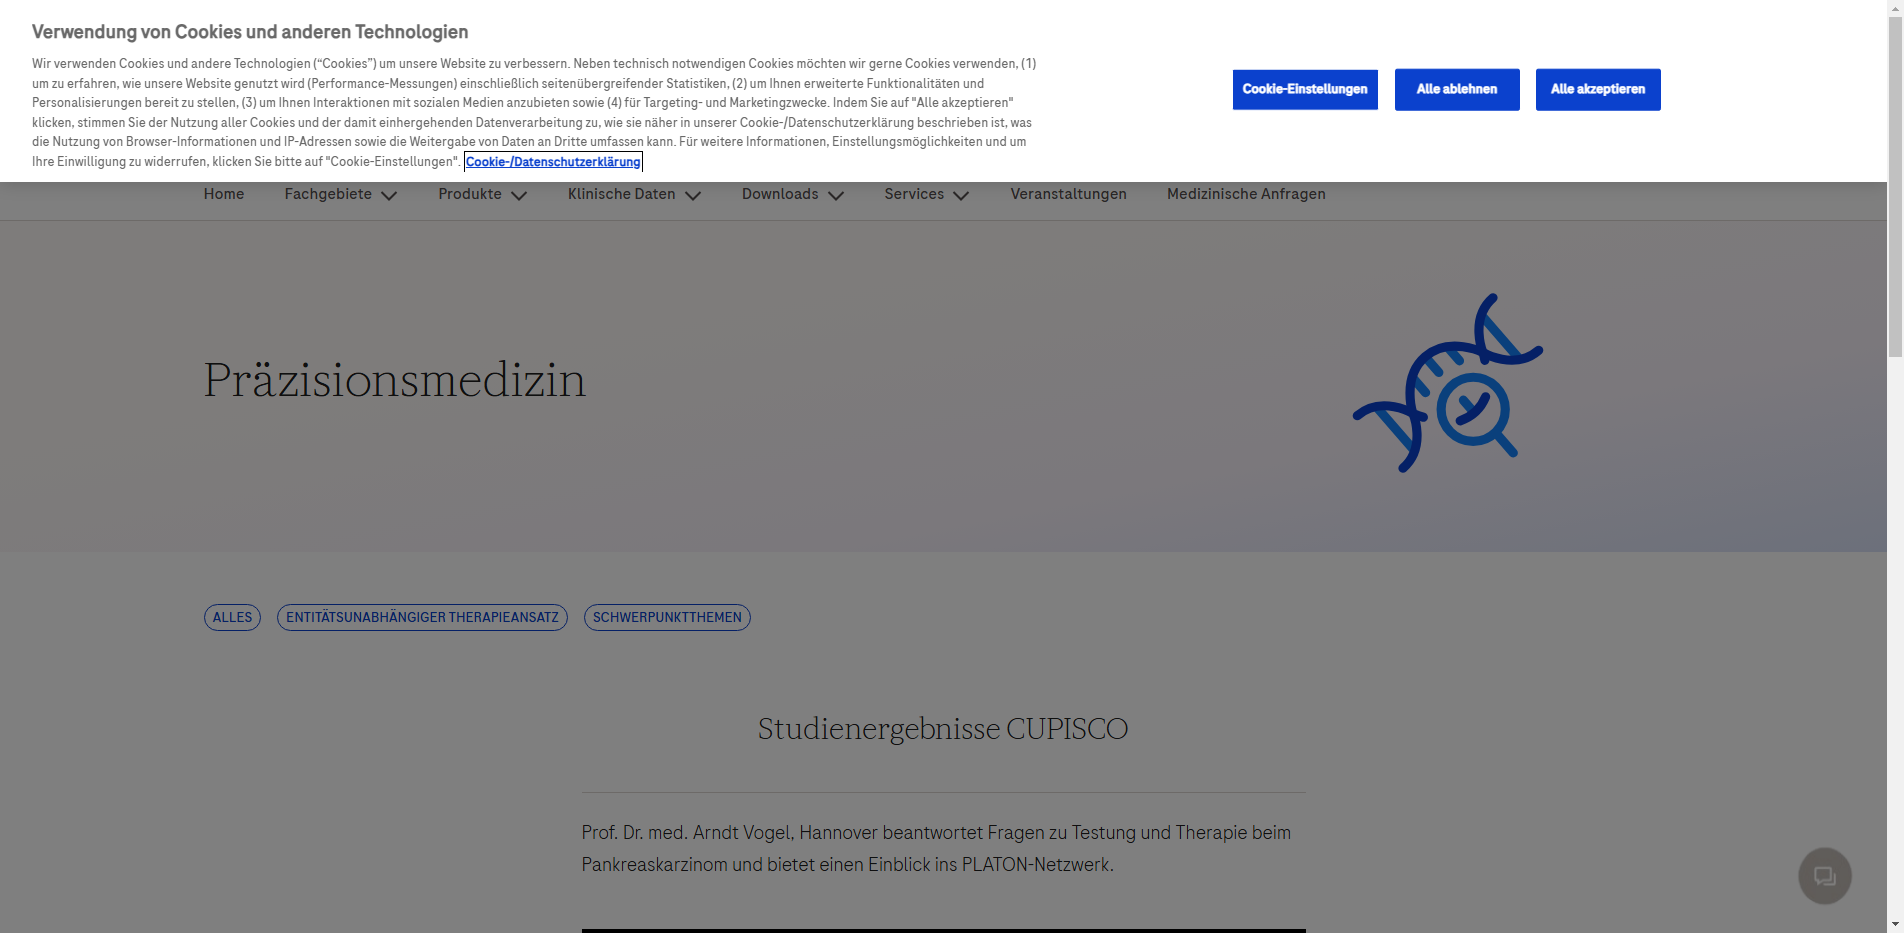 Verwendung von Cookies und anderen Technologien
Wir verwenden Cookies und andere Technologien (“Cookies”) um unsere Website zu verbessern. Neben technisch notwendigen Cookies möchten wir gerne Cookies verwenden, (1)
um zu erfahren, wie unsere Website genutzt wird (Performance-Messungen) einschließlich seitenübergreifender Statistiken, (2) um Ihnen erweiterte Funktionalitäten und
Personalisierungen bereit zu stellen, (3) um Ihnen Interaktionen mit sozialen Medien anzubieten sowie (4) für Targeting- und Marketingzwecke. Indem Sie auf "Alle akzeptieren"
klicken, stimmen Sie der Nutzung aller Cookies und der damit einhergehenden Datenverarbeitung zu, wie sie näher in unserer Cookie-/Datenschutzerklärung beschrieben ist, was
die Nutzung von Browser-Informationen und IP-Adressen sowie die Weitergabe von Daten an Dritte umfassen kann. Für weitere Informationen, Einstellungsmöglichkeiten und um
Ihre Einwilligung zu widerrufen, klicken Sie bitte auf "Cookie-Einstellungen". Cookie-/Datenschutzerklärung
Cookie-Einstellungen Alle ablehnen Alle akzeptieren
Home Fachgebiete Produkte Klinische Daten Downloads Services Veranstaltungen Medizinische Anfragen
Präzisionsmedizin
ALLES ENTITÄTSUNABHÄNGIGER THERAPIEANSATZ SCHWERPUNKTTHEMEN
Studienergebnisse CUPISCO
Prof. Dr. med. Arndt Vogel, Hannover beantwortet Fragen zu Testung und Therapie beim
Pankreaskarzinom und bietet einen Einblick ins PLATON-Netzwerk.